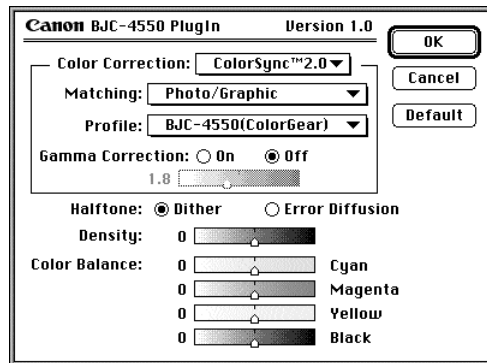 Canon BJC-4550 PlugIn Version 1.0
OK
Color Correction: ColorSync™2.0
Cancel
Matching: Photo/Graphic
Default
Profile: BJC-4550(ColorGear)
Gamma Correction: On Off
1.8
Halftone: Dither Error Diffusion
Density: 0
Color Balance: 0 Cyan
0 Magenta
0 Yellow
0 Black